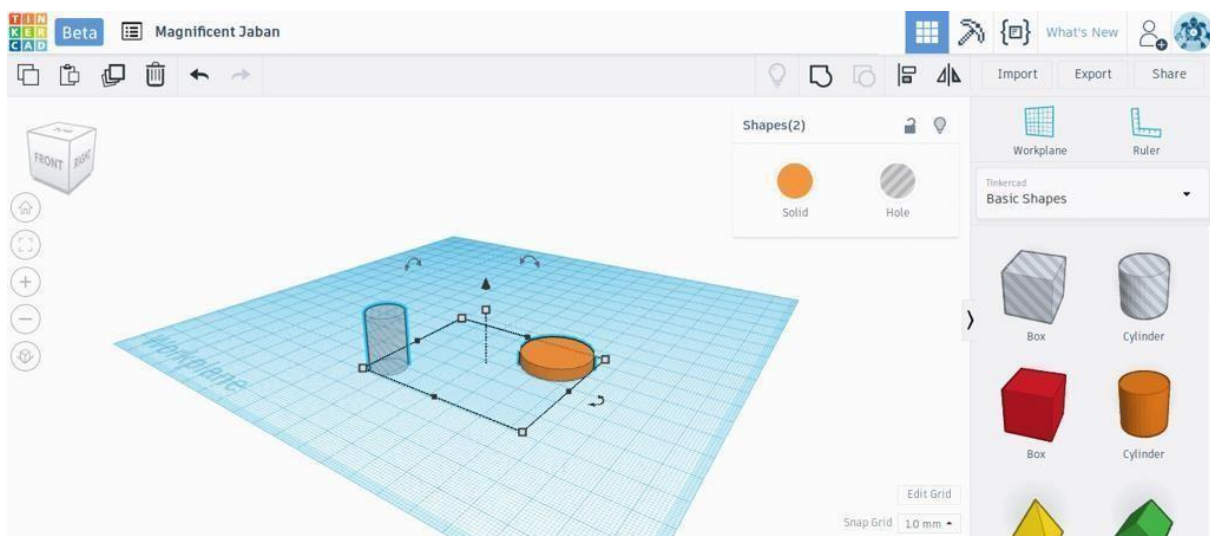 TIN
KER
CAD
Beta
Magnificent Jaban
What's New
Import
Export
Share
Shapes(2)
Solid
Hole
Workplane
Ruler
Tinkercad
Basic Shapes
TOP
FRONT
RIGHT
Workplane
Box
Cylinder
Box
Cylinder
Edit Grid
Snap Grid
1.0 mm